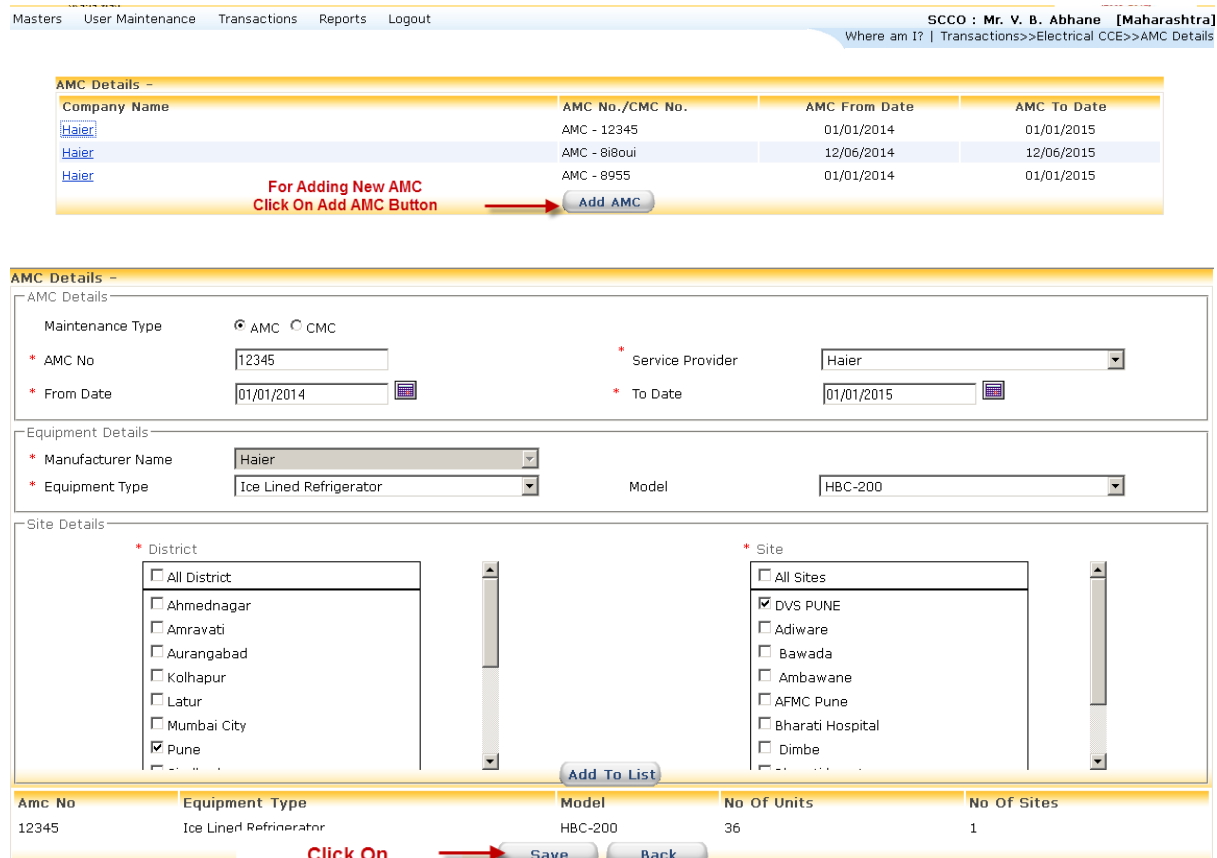 Masters User Maintenance Transactions Reports Logout
SCCO : Mr. V. B. Abhane [Maharashtra]
Where am I? | Transactions>>Electrical CCE>>AMC Details
AMC Details -
Company Name AMC No./CMC No. AMC From Date AMC To Date
Haier AMC - 12345 01/01/2014 01/01/2015
Haier AMC - 8i8oui 12/06/2014 12/06/2015
Haier AMC - 8955 01/01/2014 01/01/2015
For Adding New AMC
Click On Add AMC Button
Add AMC
AMC Details -
AMC Details
Maintenance Type AMC CMC
* AMC No 12345 * Service Provider Haier
* From Date 01/01/2014 * To Date 01/01/2015
Equipment Details
* Manufacturer Name Haier
* Equipment Type Ice Lined Refrigerator Model HBC-200
Site Details
* District * Site
All District All Sites
Ahmednagar DVS PUNE
Amravati Adiware
Aurangabad Bawada
Kolhapur Ambawane
Latur AFMC Pune
Mumbai City Bharati Hospital
Pune Dimbe
Add To List
Amc No Equipment Type Model No Of Units No Of Sites
12345 Ice Lined Refrigerator HBC-200 36 1
Click On Save Back